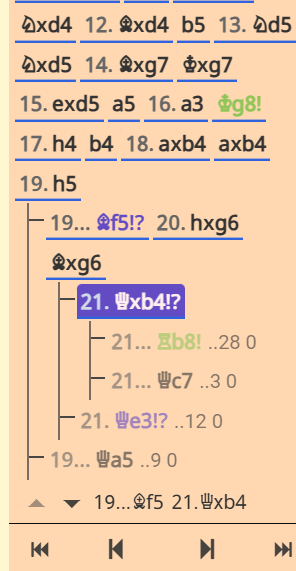 ♘xd4 12. ♗xd4 b5 13. ♘d5
♘xd5 14. ♗xg7 ♔xg7
15. exd5 a5 16. a3 ♔g8!
17. h4 b4 18. axb4 axb4
19. h5
19... ♗f5!? 20. hxg6
♗xg6
21. ♕xb4!?
21... ♖b8! ..28 0
21... ♕c7 ..3 0
21. ♕e3!? ..12 0
19... ♕a5 ..9 0
19...♗f5 21.♕xb4